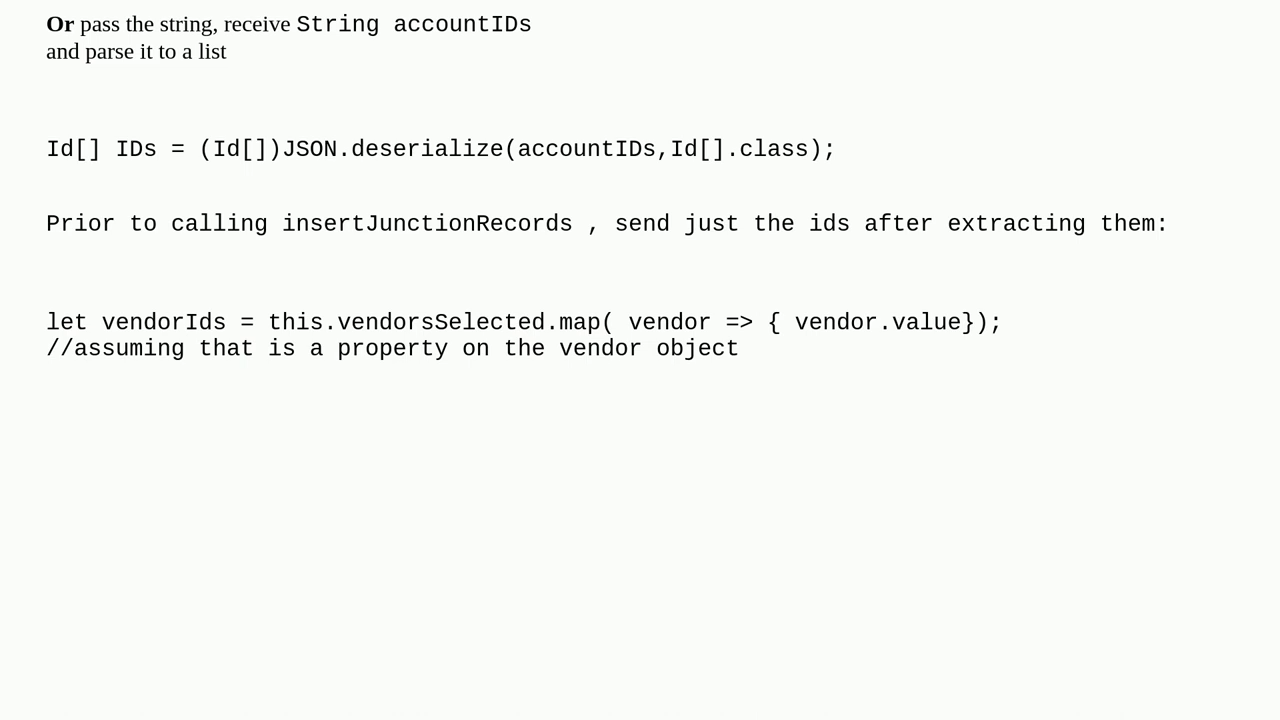 Or pass the string, receive String accountIDs
and parse it to a list
Id[] IDs = (Id[])JSON.deserialize(accountIDs,Id[].class);
Prior to calling insertJunctionRecords , send just the ids after extracting them:
let vendorIds = this.vendorsSelected.map( vendor => { vendor.value});
//assuming that is a property on the vendor object